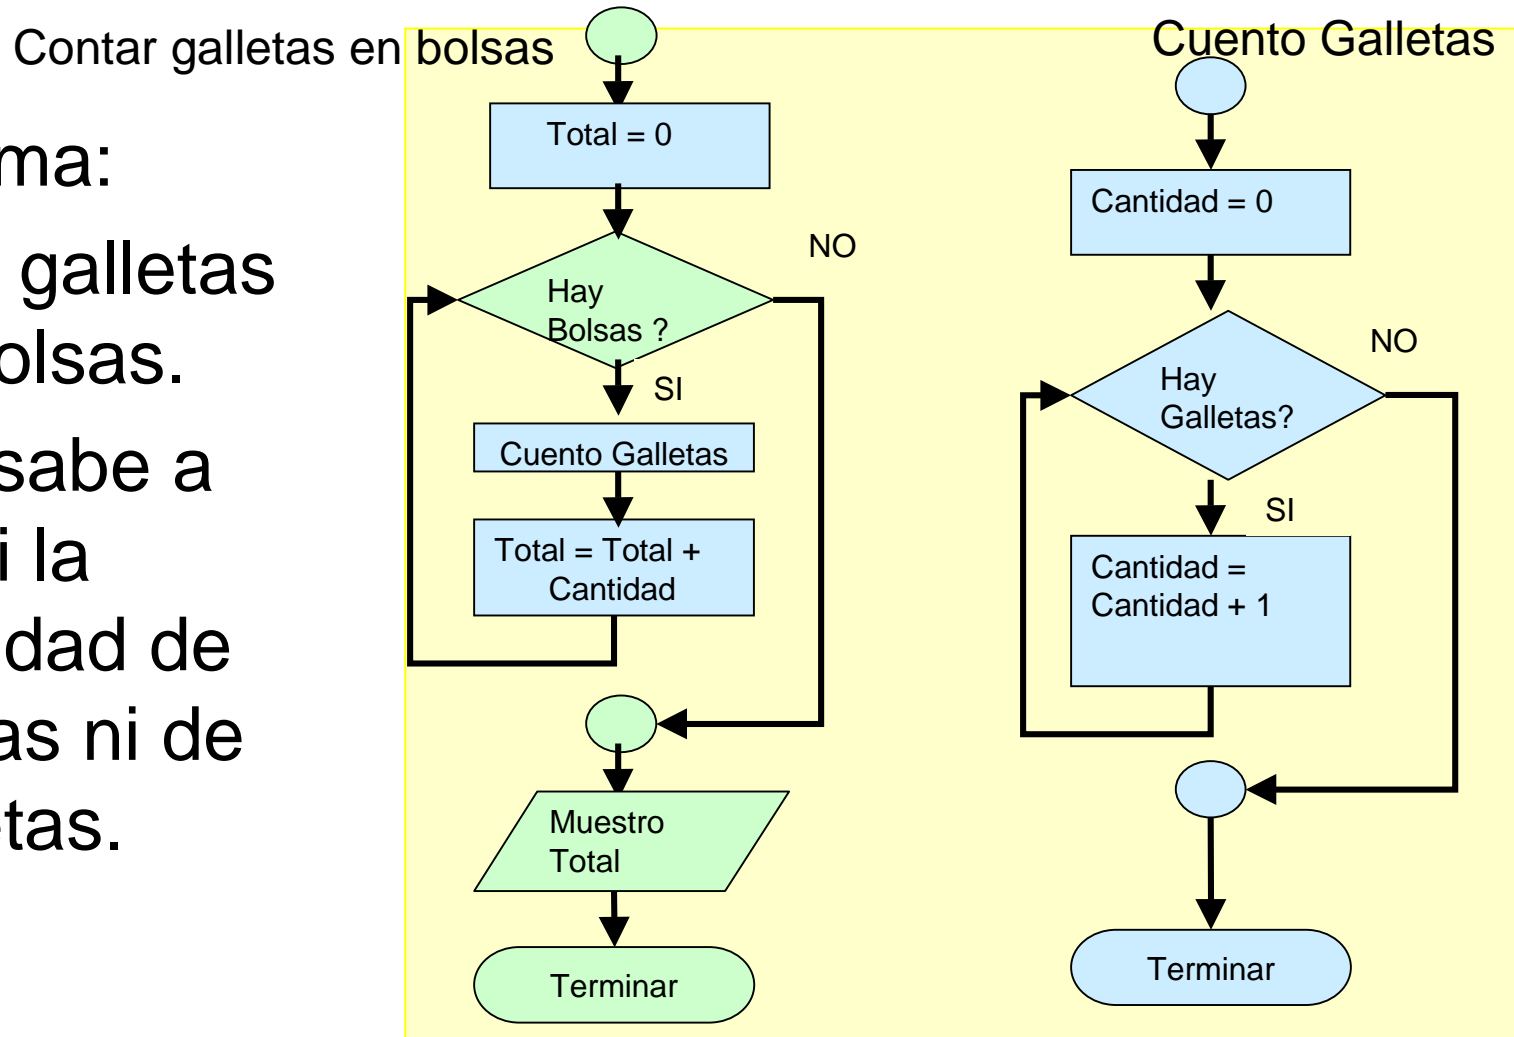 Contar galletas en bolsas
ma:
galletas
olsas.
sabe a
i la
dad de
as ni de
etas.
Total = 0
Hay
Bolsas ?
NO
SI
Cuento Galletas
Total = Total +
Cantidad
Muestro
Total
Terminar
Cuento Galletas
Cantidad = 0
Hay
Galletas?
NO
SI
Cantidad =
Cantidad + 1
Terminar